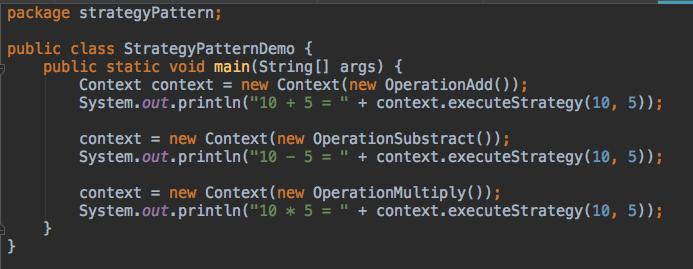 package strategyPattern;
public class StrategyPatternDemo {
public static void main(String[] args) {
Context context = new Context(new OperationAdd());
System.out.println("10 + 5 = " + context.executeStrategy(10, 5));
context = new Context(new OperationSubstract());
System.out.println("10 - 5 = " + context.executeStrategy(10, 5));
context = new Context(new OperationMultiply());
System.out.println("10 * 5 = " + context.executeStrategy(10, 5));
}
}